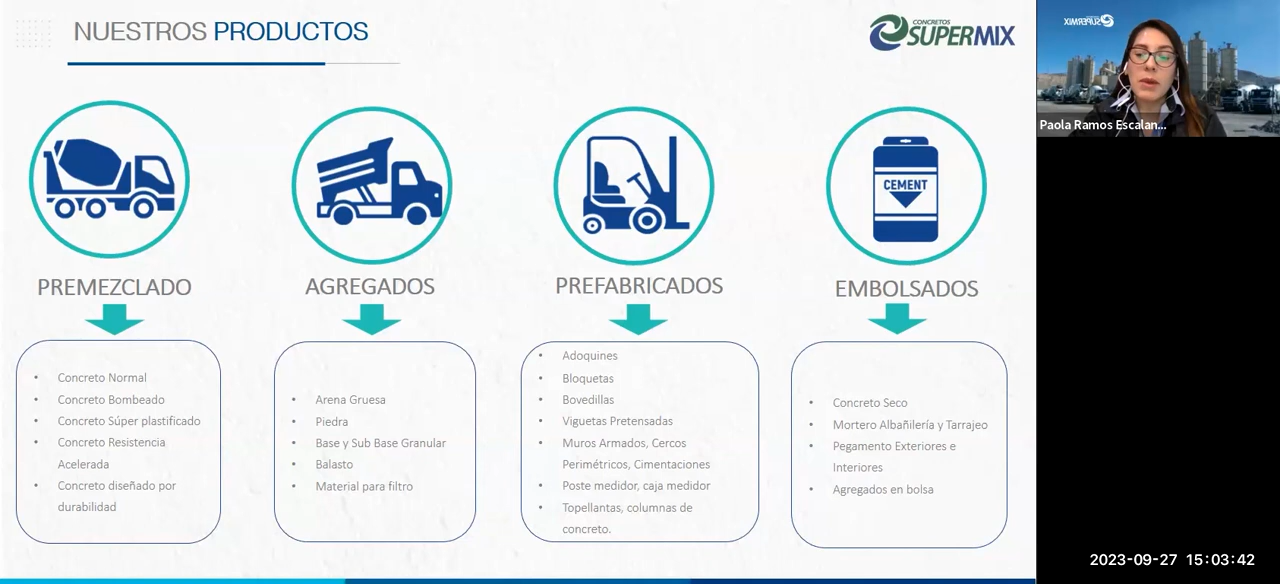 NUESTROS PRODUCTOS
CONCRETOS
SUPERMIX
SUPERMIX
Paola Ramos Escalan...
CEMENT
PREMEZCLADO
AGREGADOS
PREFABRICADOS
EMBOLSADOS
• Concreto Normal
• Concreto Bombeado
• Concreto Súper plastificado
• Concreto Resistencia
Acelerada
• Concreto diseñado por
durabilidad
• Arena Gruesa
• Piedra
• Base y Sub Base Granular
• Balasto
• Material para filtro
• Adoquines
• Bloquetas
• Bovedillas
• Viguetas Pretensadas
• Muros Armados, Cercos
Perimétricos, Cimentaciones
• Poste medidor, caja medidor
• Topellantas, columnas de
concreto.
• Concreto Seco
• Mortero Albañilería y Tarrajeo
• Pegamento Exteriores e
Interiores
• Agregados en bolsa
2023-09-27 15:03:42